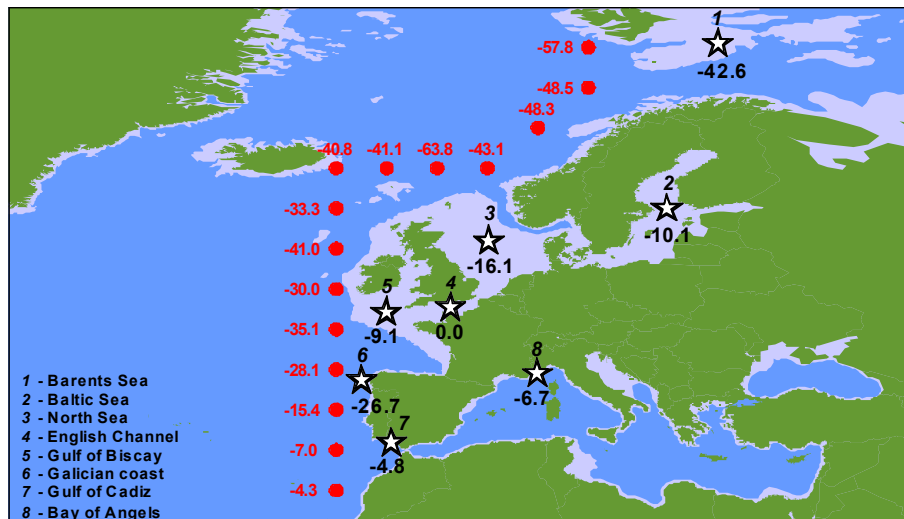 1
-57.8
-42.6
-48.5
-48.3
-40.8 -41.1 -63.8 -43.1
2
-33.3
3
-10.1
-41.0
-16.1
5 4
-30.0
-35.1 -9.1 0.0
6 8
-28.1
1 - Barents Sea
-6.7
2 - Baltic Sea
-15.4 -26.7
3 - North Sea
7
4 - English Channel
-7.0
5 - Gulf of Biscay
-4.8
6 - Galician coast
7 - Gulf of Cadiz
-4.3
8 - Bay of Angels